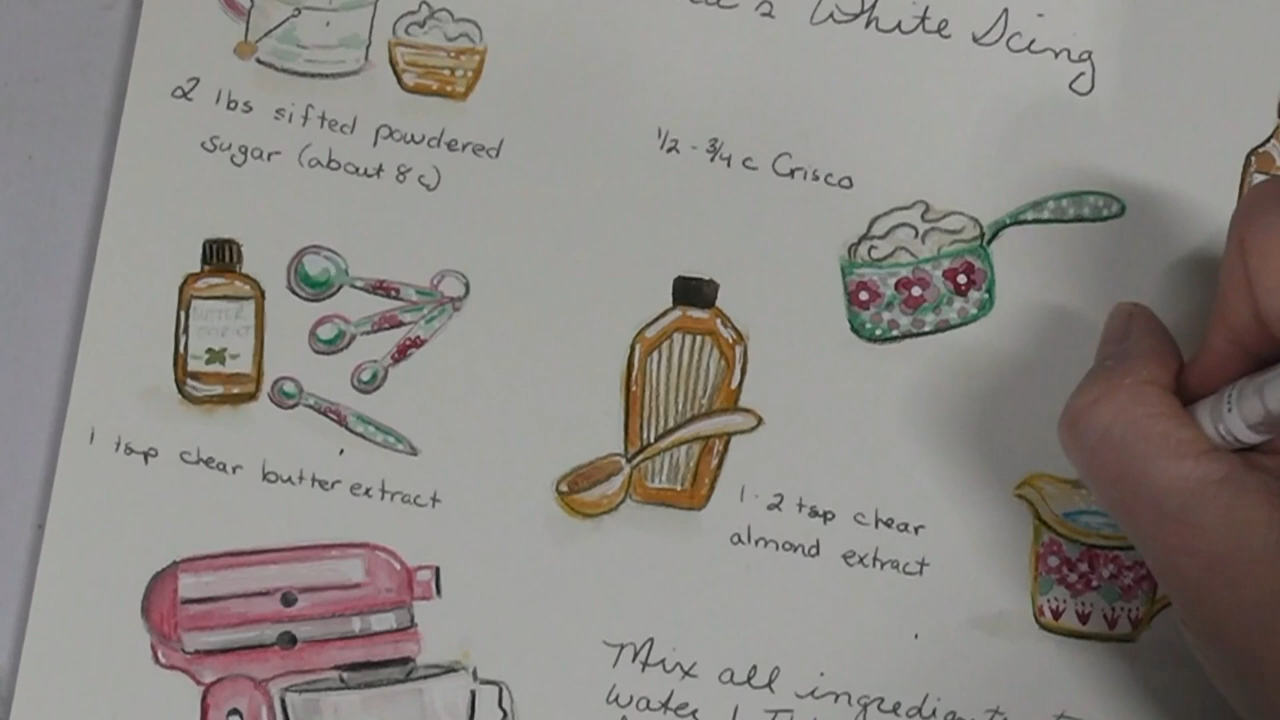 White Icing
2 lbs sifted powdered
sugar (about 8 c)
1/2 - 3/4 c Crisco
BUTTER
1 tsp clear butter extract
1-2 tsp clear
almond extract
Mix all
water